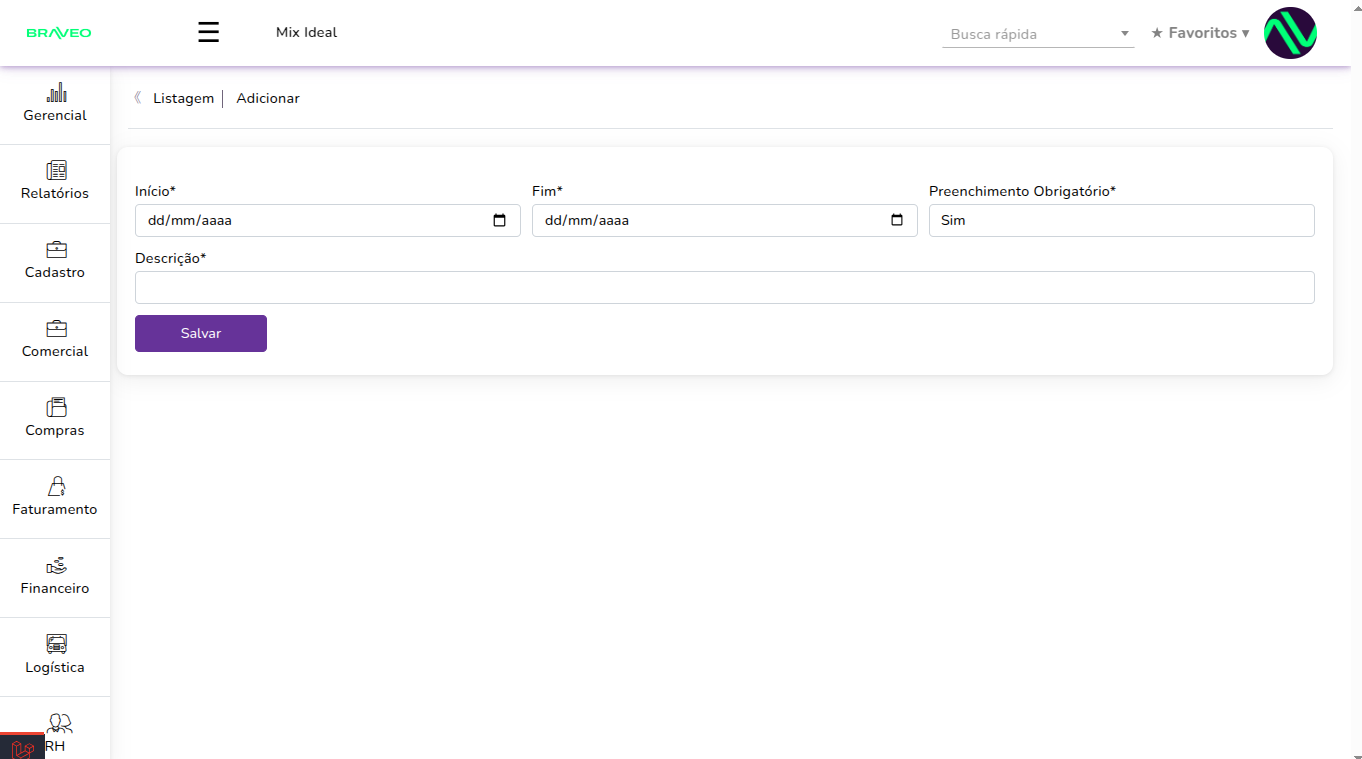 BRAVEO
☰
Mix Ideal
Busca rápida
★ Favoritos ▾
Gerencial
Relatórios
Cadastro
Comercial
Compras
Faturamento
Financeiro
Logística
RH
《 Listagem | Adicionar
Início* Fim* Preenchimento Obrigatório*
dd/mm/aaaa dd/mm/aaaa Sim
Descrição*
Salvar